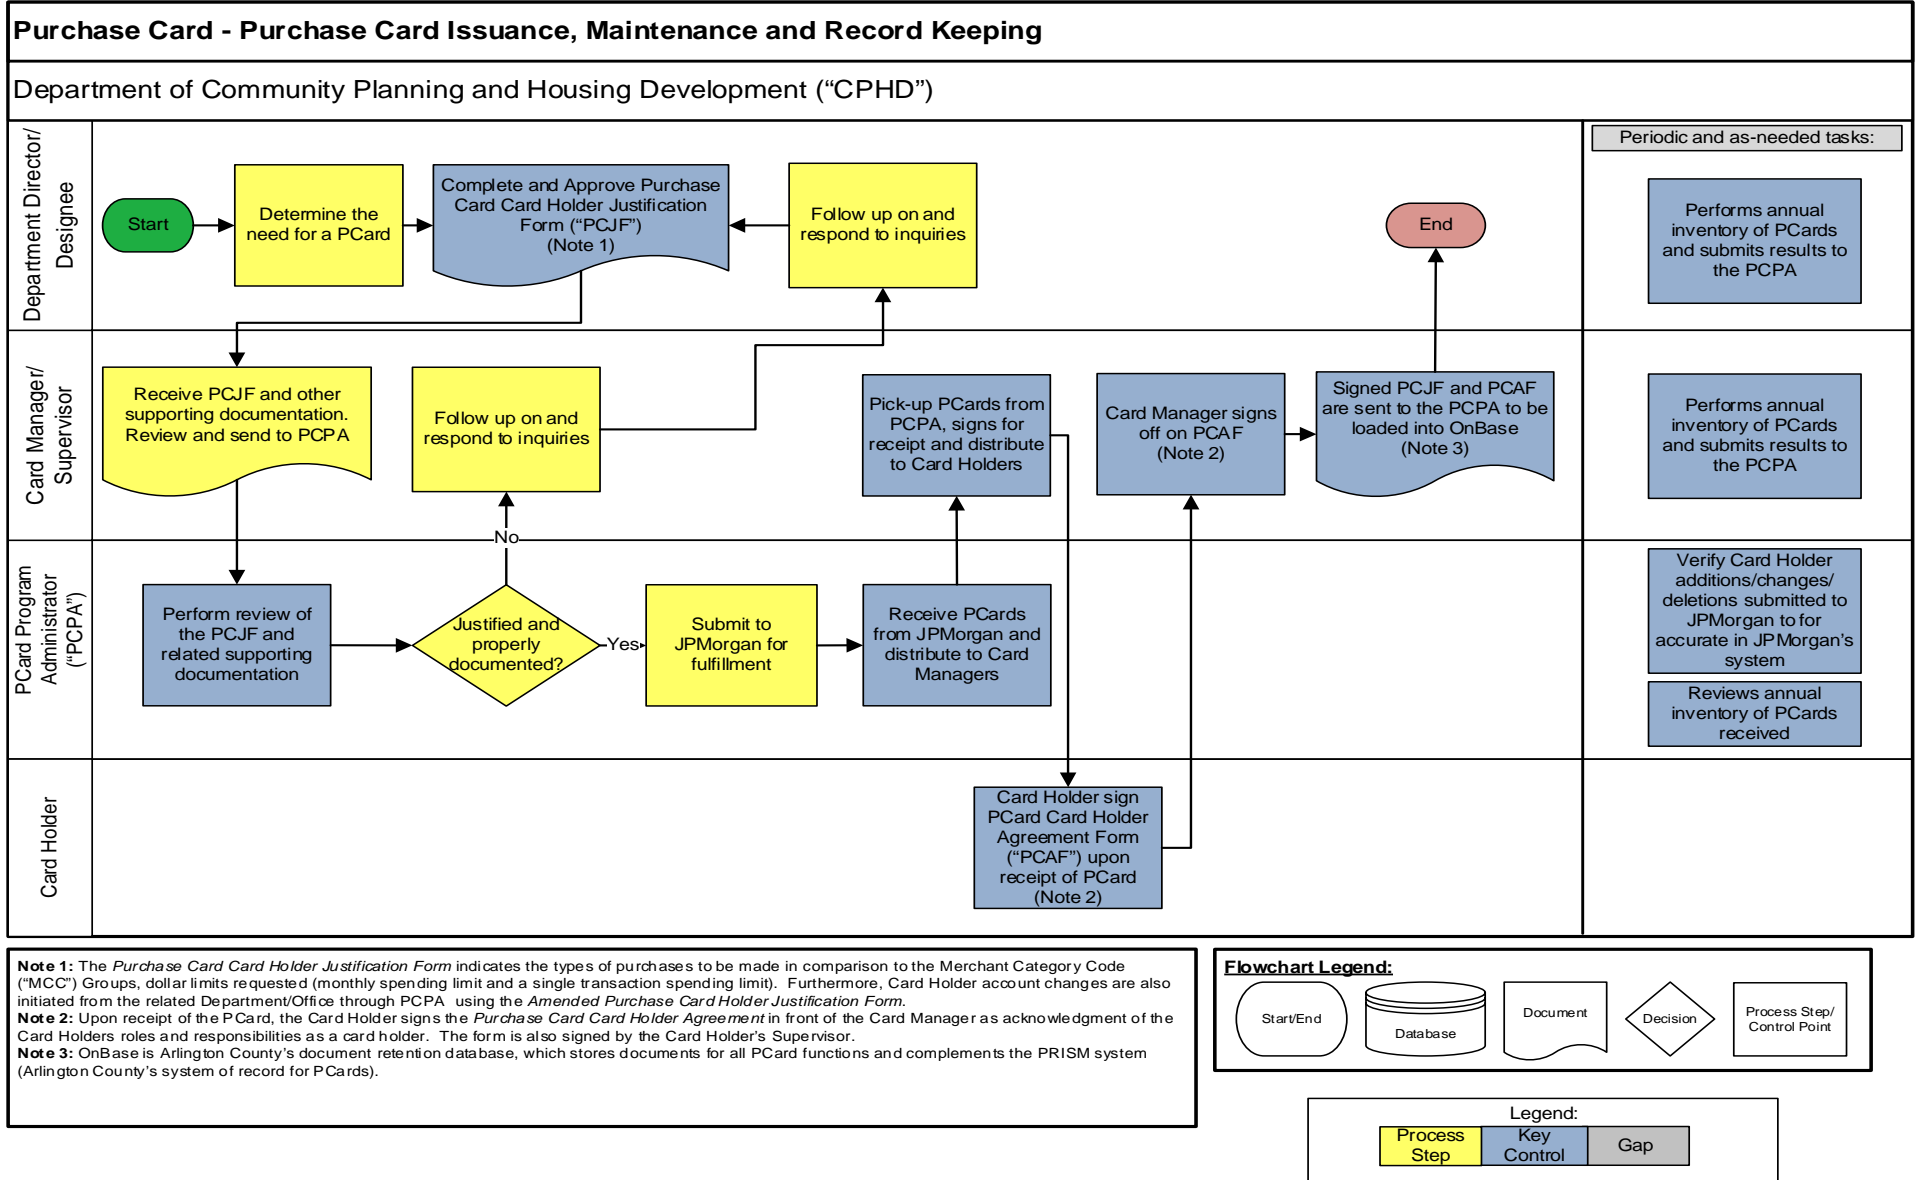 Purchase Card - Purchase Card Issuance, Maintenance and Record Keeping
Department of Community Planning and Housing Development (“CPHD”)
Department Director/
Designee
Start
Determine the
need for a PCard
Complete and Approve Purchase
Card Card Holder Justification
Form (“PCJF”)
(Note 1)
Follow up on and
respond to inquiries
End
Periodic and as-needed tasks:
Performs annual
inventory of PCards
and submits results to
the PCPA
Card Manager/
Supervisor
Receive PCJF and other
supporting documentation.
Review and send to PCPA
Follow up on and
respond to inquiries
Pick-up PCards from
PCPA, signs for
receipt and distribute
to Card Holders
Card Manager signs
off on PCAF
(Note 2)
Signed PCJF and PCAF
are sent to the PCPA to be
loaded into OnBase
(Note 3)
Performs annual
inventory of PCards
and submits results to
the PCPA
PCard Program
Administrator
(“PCPA”)
Perform review of
the PCJF and
related supporting
documentation
No
Justified and
properly
documented?
Yes
Submit to
JPMorgan for
fulfillment
Receive PCards
from JPMorgan and
distribute to Card
Managers
Verify Card Holder
additions/changes/
deletions submitted to
JPMorgan to for
accurate in JPMorgan’s
system
Reviews annual
inventory of PCards
received
Card Holder
Card Holder sign
PCard Card Holder
Agreement Form
(“PCAF”) upon
receipt of PCard
(Note 2)
Note 1: The Purchase Card Card Holder Justification Form indicates the types of purchases to be made in comparison to the Merchant Category Code
(“MCC”) Groups, dollar limits requested (monthly spending limit and a single transaction spending limit). Furthermore, Card Holder account changes are also
initiated from the related Department/Office through PCPA using the Amended Purchase Card Holder Justification Form.
Note 2: Upon receipt of the PCard, the Card Holder signs the Purchase Card Card Holder Agreement in front of the Card Manager as acknowledgment of the
Card Holders roles and responsibilities as a card holder. The form is also signed by the Card Holder’s Supervisor.
Note 3: OnBase is Arlington County’s document retention database, which stores documents for all PCard functions and complements the PRISM system
(Arlington County’s system of record for PCards).
Flowchart Legend:
Start/End
Database
Document
Decision
Process Step/
Control Point
Legend:
Process
Step
Key
Control
Gap